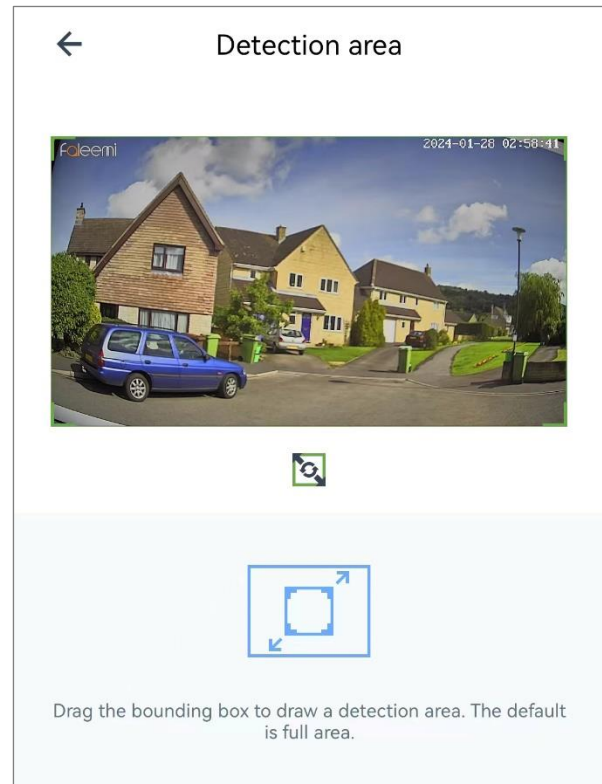 Detection area
Faleemi
2024-01-28 02:58:41
Drag the bounding box to draw a detection area. The default
is full area.